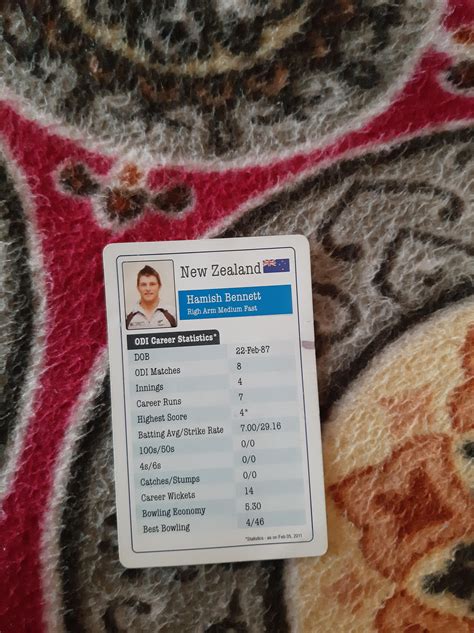 New Zealand
Hamish Bennett
Righ Arm Medium Fast
ODI Career Statistics*
DOB 22-Feb-87
ODI Matches 8
Innings 4
Career Runs 7
Highest Score 4*
Batting Avg/Strike Rate 7.00/29.16
100s/50s 0/0
4s/6s 0/0
Catches/Stumps 0/0
Career Wickets 14
Bowling Economy 5.30
Best Bowling 4/46
*Statistics : as on Feb 05, 2011